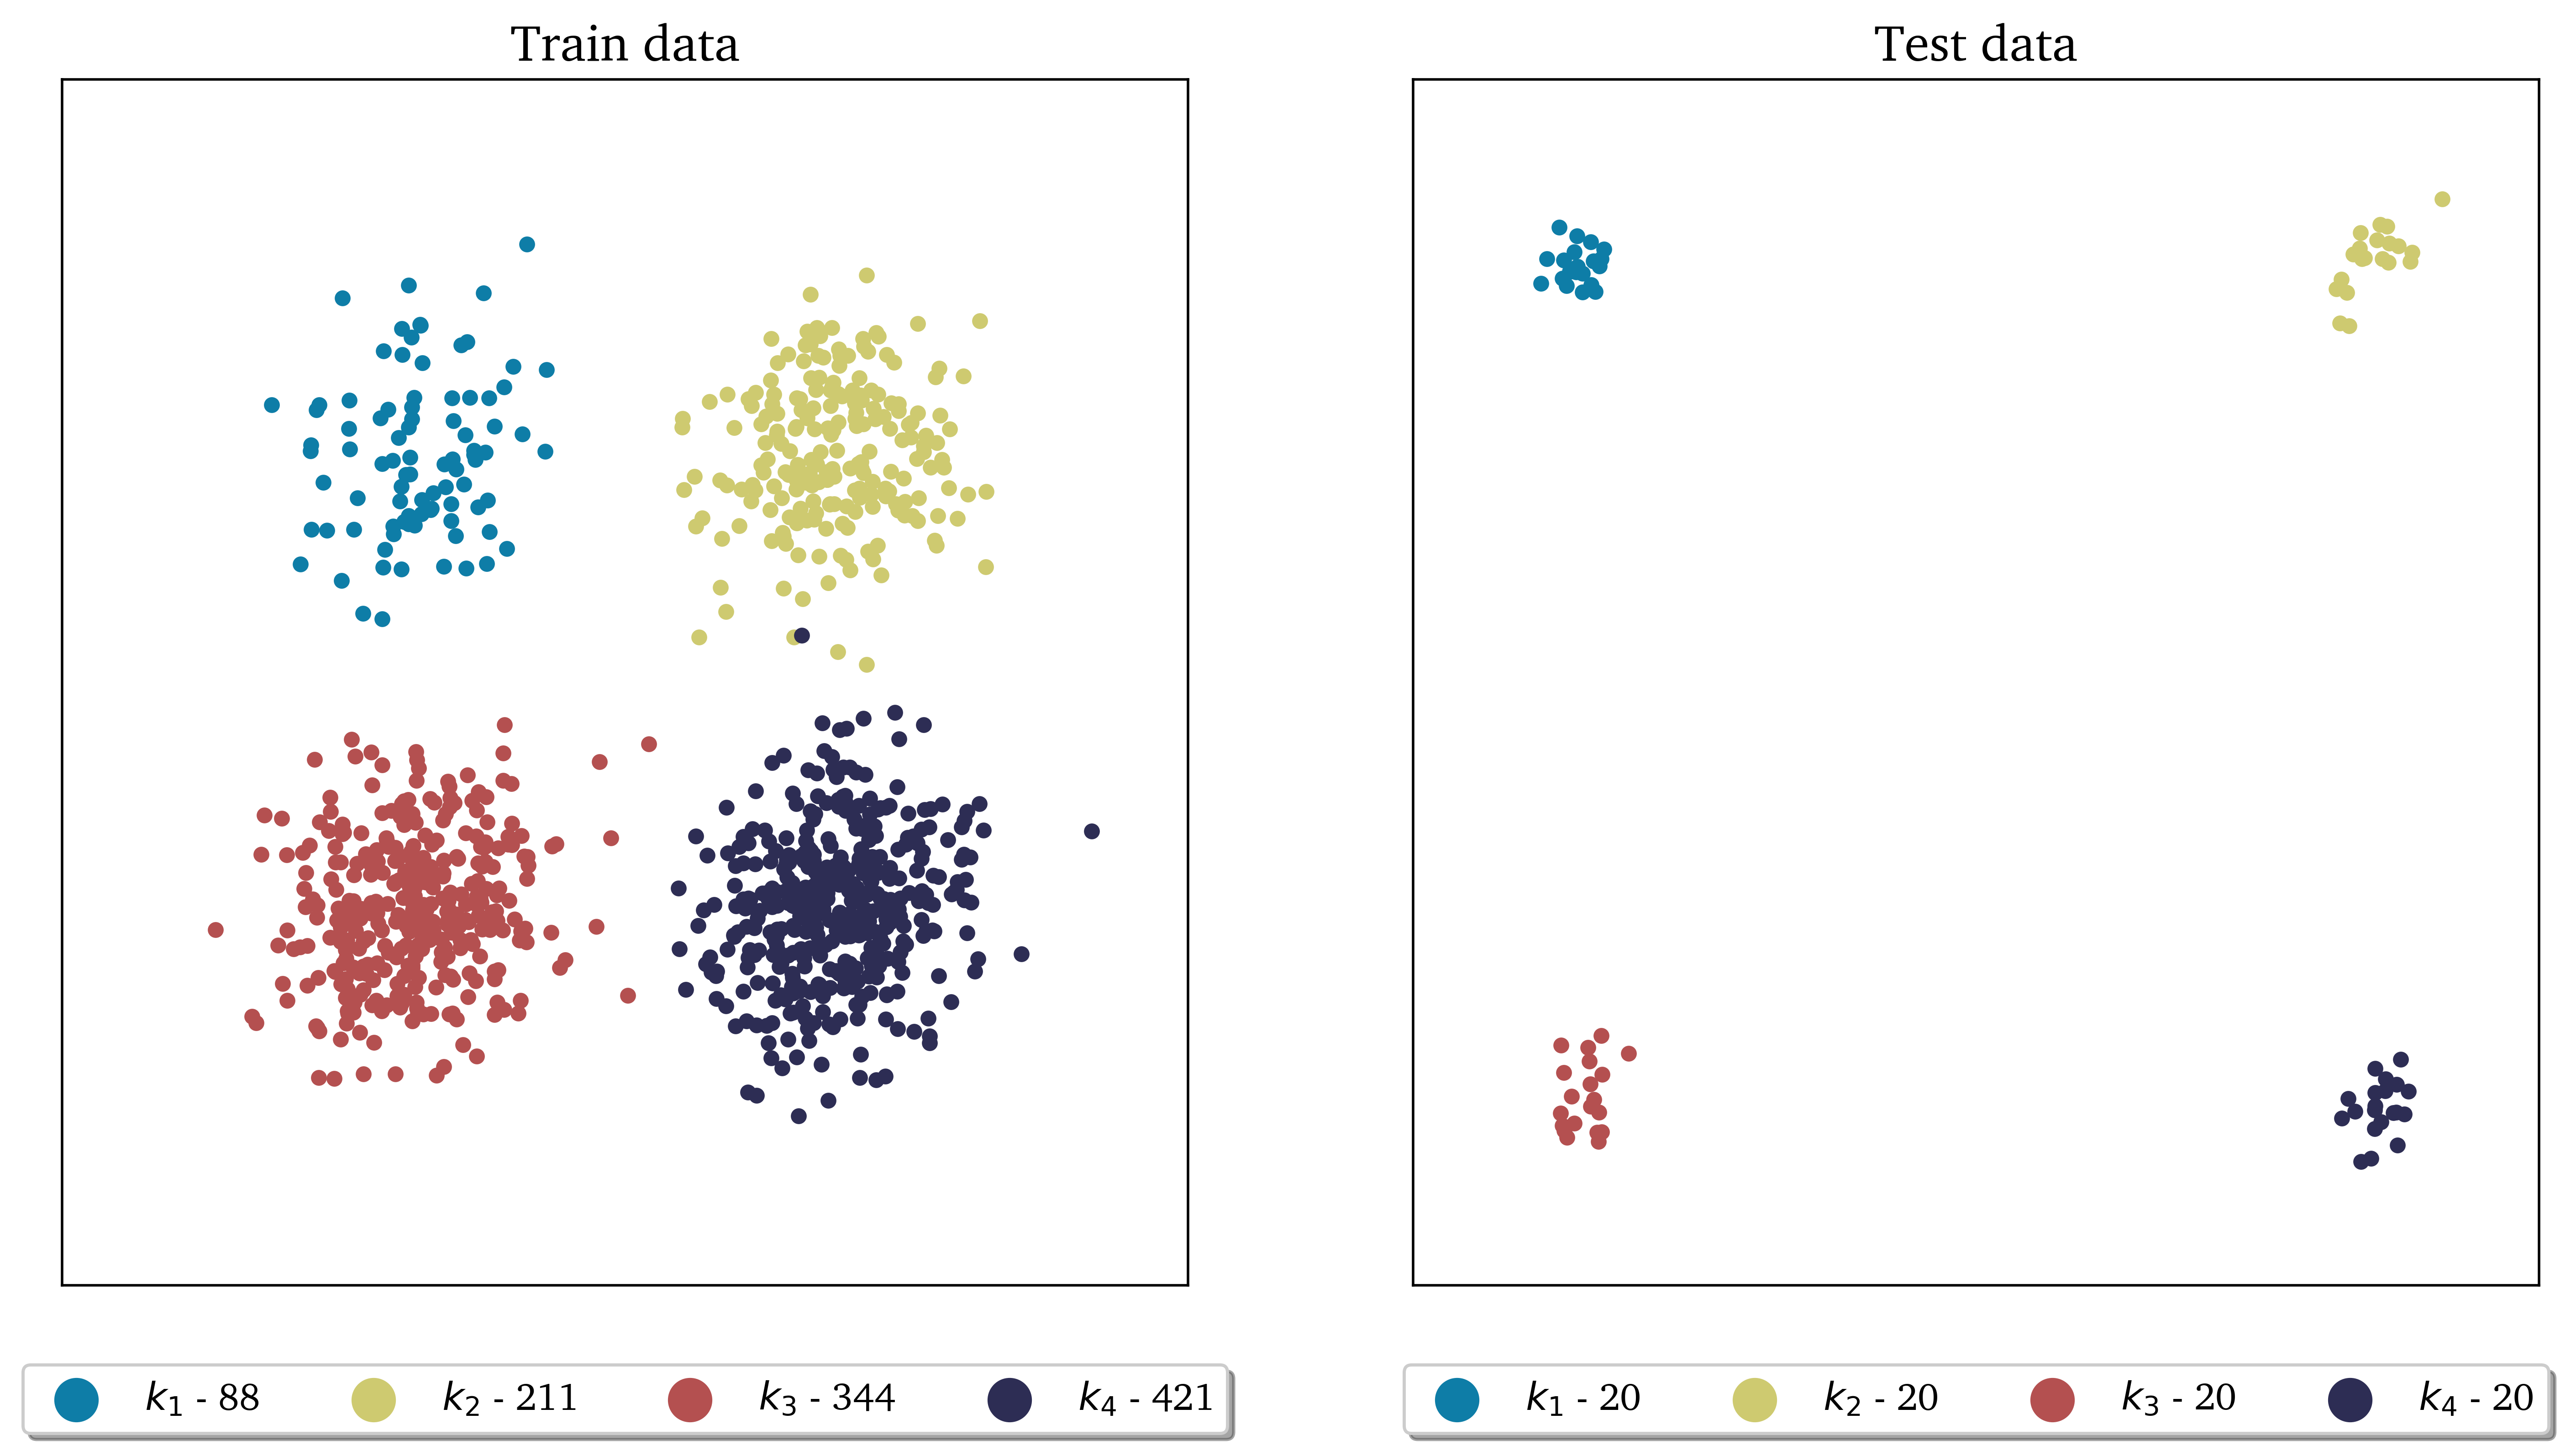 Train data
Test data
k₁ - 88 k₂ - 211 k₃ - 344 k₄ - 421
k₁ - 20 k₂ - 20 k₃ - 20 k₄ - 20